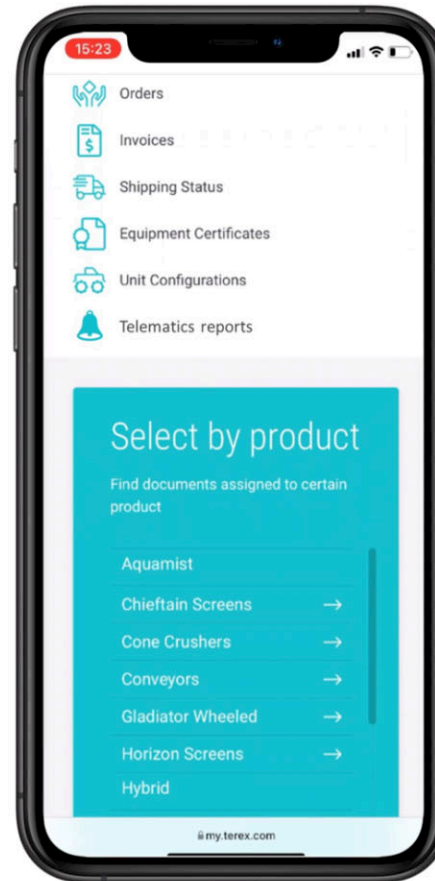 15:23
Orders
Invoices
Shipping Status
Equipment Certificates
Unit Configurations
Telematics reports
Select by product
Find documents assigned to certain
product
Aquamist
Chieftain Screens →
Cone Crushers →
Conveyors →
Gladiator Wheeled →
Horizon Screens →
Hybrid
my.terex.com